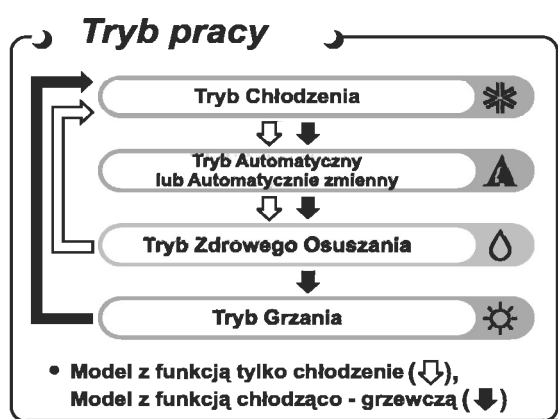 Tryb pracy
Tryb Chłodzenia
Tryb Automatyczny
lub Automatycznie zmienny
Tryb Zdrowego Osuszania
Tryb Grzania
• Model z funkcją tylko chłodzenie (⇩),
Model z funkcją chłodząco - grzewczą (🡇)